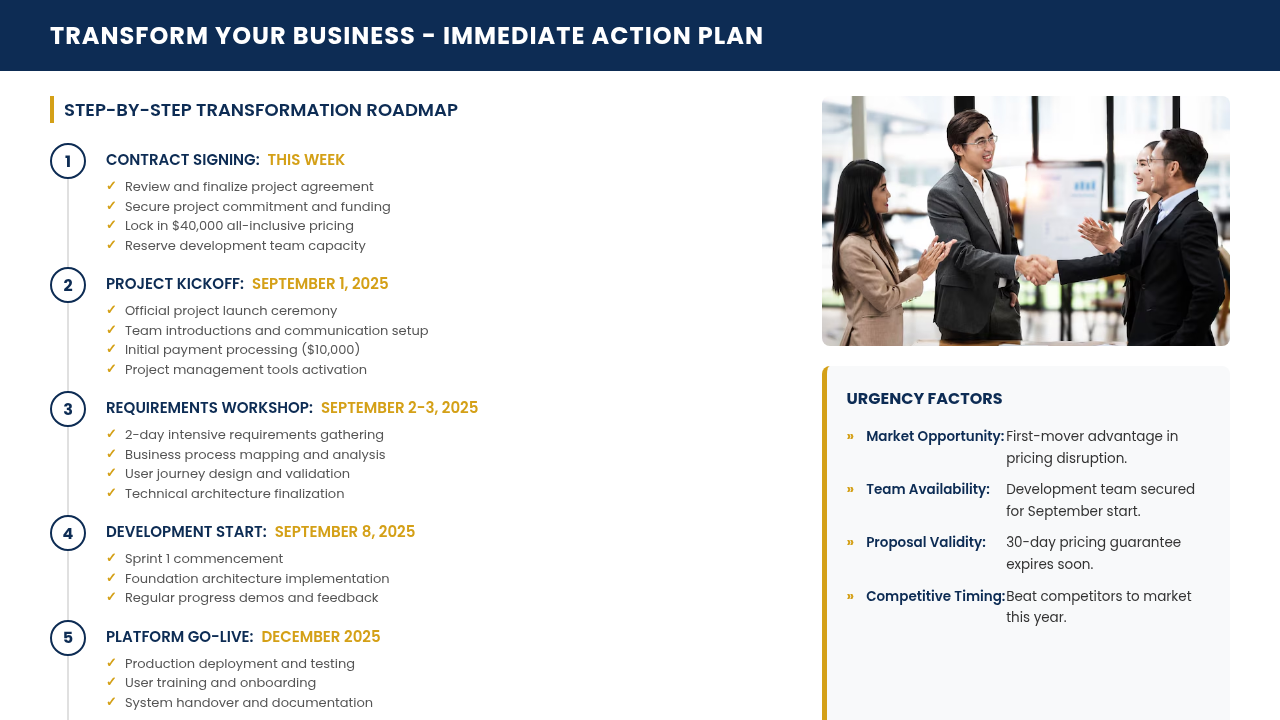 TRANSFORM YOUR BUSINESS - IMMEDIATE ACTION PLAN
STEP-BY-STEP TRANSFORMATION ROADMAP
1
CONTRACT SIGNING: THIS WEEK
✓ Review and finalize project agreement
✓ Secure project commitment and funding
✓ Lock in $40,000 all-inclusive pricing
✓ Reserve development team capacity
2
PROJECT KICKOFF: SEPTEMBER 1, 2025
✓ Official project launch ceremony
✓ Team introductions and communication setup
✓ Initial payment processing ($10,000)
✓ Project management tools activation
3
REQUIREMENTS WORKSHOP: SEPTEMBER 2-3, 2025
✓ 2-day intensive requirements gathering
✓ Business process mapping and analysis
✓ User journey design and validation
✓ Technical architecture finalization
4
DEVELOPMENT START: SEPTEMBER 8, 2025
✓ Sprint 1 commencement
✓ Foundation architecture implementation
✓ Regular progress demos and feedback
5
PLATFORM GO-LIVE: DECEMBER 2025
✓ Production deployment and testing
✓ User training and onboarding
✓ System handover and documentation
URGENCY FACTORS
» Market Opportunity: First-mover advantage in
pricing disruption.
» Team Availability: Development team secured
for September start.
» Proposal Validity: 30-day pricing guarantee
expires soon.
» Competitive Timing: Beat competitors to market
this year.